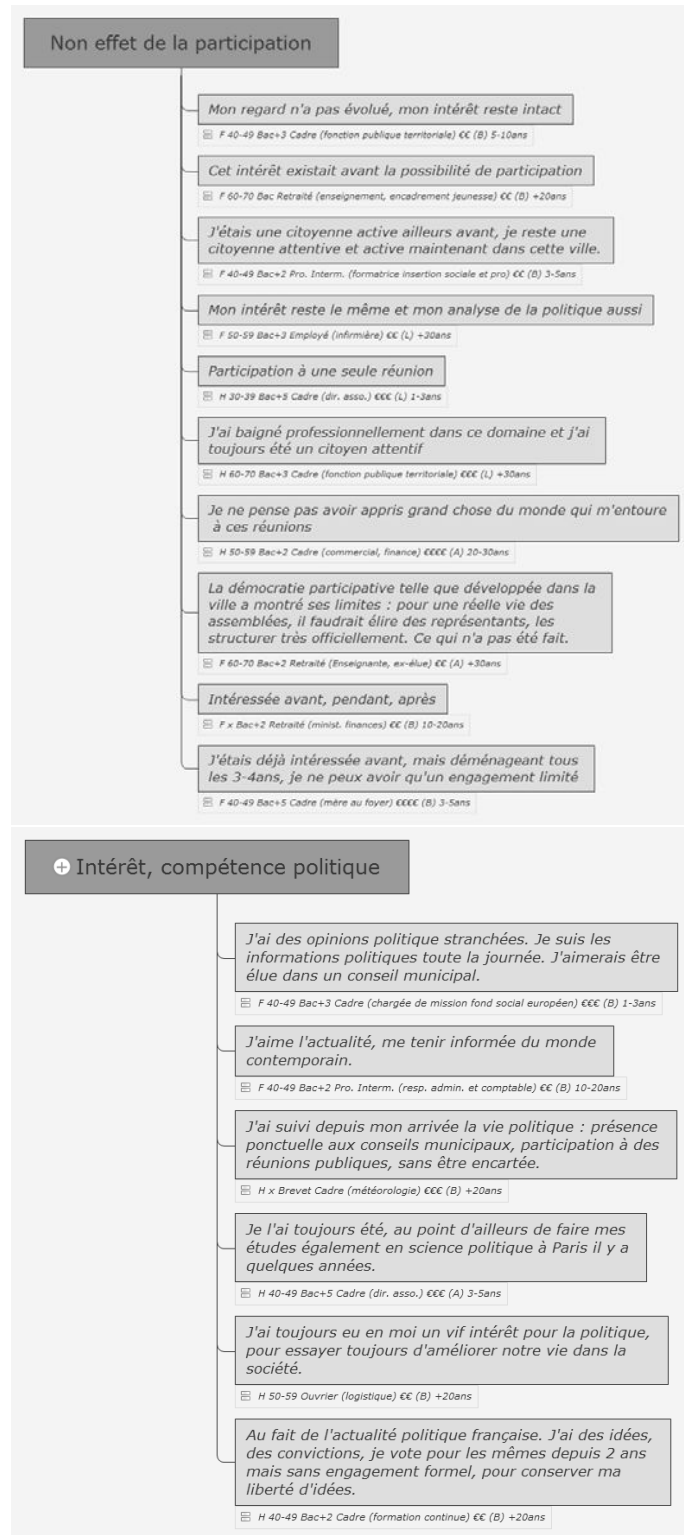 Non effet de la participation
Mon regard n'a pas évolué, mon intérêt reste intact
F 40-49 Bac+3 Cadre (fonction publique territoriale) €€ (B) 5-10ans
Cet intérêt existait avant la possibilité de participation
F 60-70 Bac Retraité (enseignement, encadrement jeunesse) €€ (B) +20ans
J'étais une citoyenne active ailleurs avant, je reste une
citoyenne attentive et active maintenant dans cette ville.
F 40-49 Bac+2 Pro. Interm. (formatrice insertion sociale et pro) €€ (B) 3-5ans
Mon intérêt reste le même et mon analyse de la politique aussi
F 50-59 Bac+3 Employé (infirmière) €€ (L) +30ans
Participation à une seule réunion
H 30-39 Bac+5 Cadre (dir. asso.) €€€ (L) 1-3ans
J'ai baigné professionnellement dans ce domaine et j'ai
toujours été un citoyen attentif
H 60-70 Bac+3 Cadre (fonction publique territoriale) €€€ (L) +30ans
Je ne pense pas avoir appris grand chose du monde qui m'entoure
à ces réunions
H 50-59 Bac+2 Cadre (commercial, finance) €€€€ (A) 20-30ans
La démocratie participative telle que développée dans la
ville a montré ses limites : pour une réelle vie des
assemblées, il faudrait élire des représentants, les
structurer très officiellement. Ce qui n'a pas été fait.
F 60-70 Bac+2 Retraité (Enseignante, ex-élue) €€ (A) +30ans
Intéressée avant, pendant, après
F x Bac+2 Retraité (minist. finances) €€ (B) 10-20ans
J'étais déjà intéressée avant, mais déménageant tous
les 3-4ans, je ne peux avoir qu'un engagement limité
F 40-49 Bac+5 Cadre (mère au foyer) €€€€ (B) 3-5ans
Intérêt, compétence politique
J'ai des opinions politique stranchées. Je suis les
informations politiques toute la journée. J'aimerais être
élue dans un conseil municipal.
F 40-49 Bac+3 Cadre (chargée de mission fond social européen) €€€ (B) 1-3ans
J'aime l'actualité, me tenir informée du monde
contemporain.
F 40-49 Bac+2 Pro. Interm. (resp. admin. et comptable) €€ (B) 10-20ans
J'ai suivi depuis mon arrivée la vie politique : présence
ponctuelle aux conseils municipaux, participation à des
réunions publiques, sans être encartée.
H x Brevet Cadre (météorologie) €€€ (B) +20ans
Je l'ai toujours été, au point d'ailleurs de faire mes
études également en science politique à Paris il y a
quelques années.
H 40-49 Bac+5 Cadre (dir. asso.) €€€ (A) 3-5ans
J'ai toujours eu en moi un vif intérêt pour la politique,
pour essayer toujours d'améliorer notre vie dans la
société.
H 50-59 Ouvrier (logistique) €€ (B) +20ans
Au fait de l'actualité politique française. J'ai des idées,
des convictions, je vote pour les mêmes depuis 2 ans
mais sans engagement formel, pour conserver ma
liberté d'idées.
H 40-49 Bac+2 Cadre (formation continue) €€ (B) +20ans